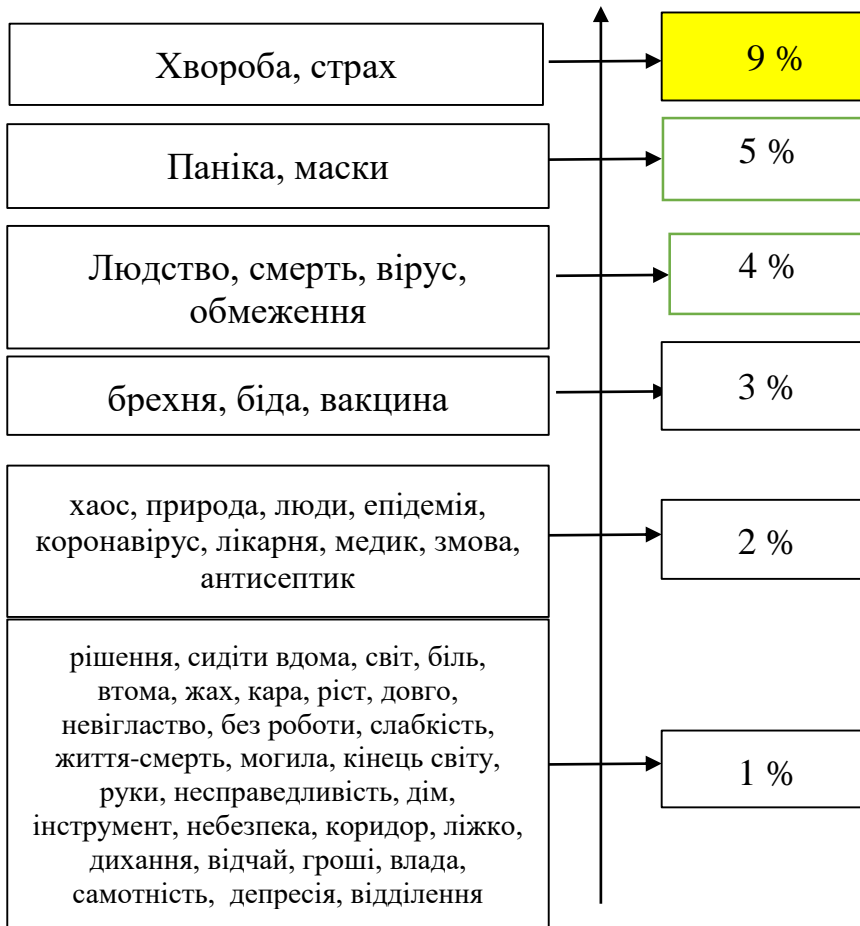 Хвороба, страх
9 %
Паніка, маски
5 %
Людство, смерть, вірус,
обмеження
4 %
брехня, біда, вакцина
3 %
хаос, природа, люди, епідемія,
коронавірус, лікарня, медик, змова,
антисептик
2 %
рішення, сидіти вдома, світ, біль,
втома, жах, кара, ріст, довго,
невігластво, без роботи, слабкість,
життя-смерть, могила, кінець світу,
руки, несправедливість, дім,
інструмент, небезпека, коридор, ліжко,
дихання, відчай, гроші, влада,
самотність, депресія, відділення
1 %